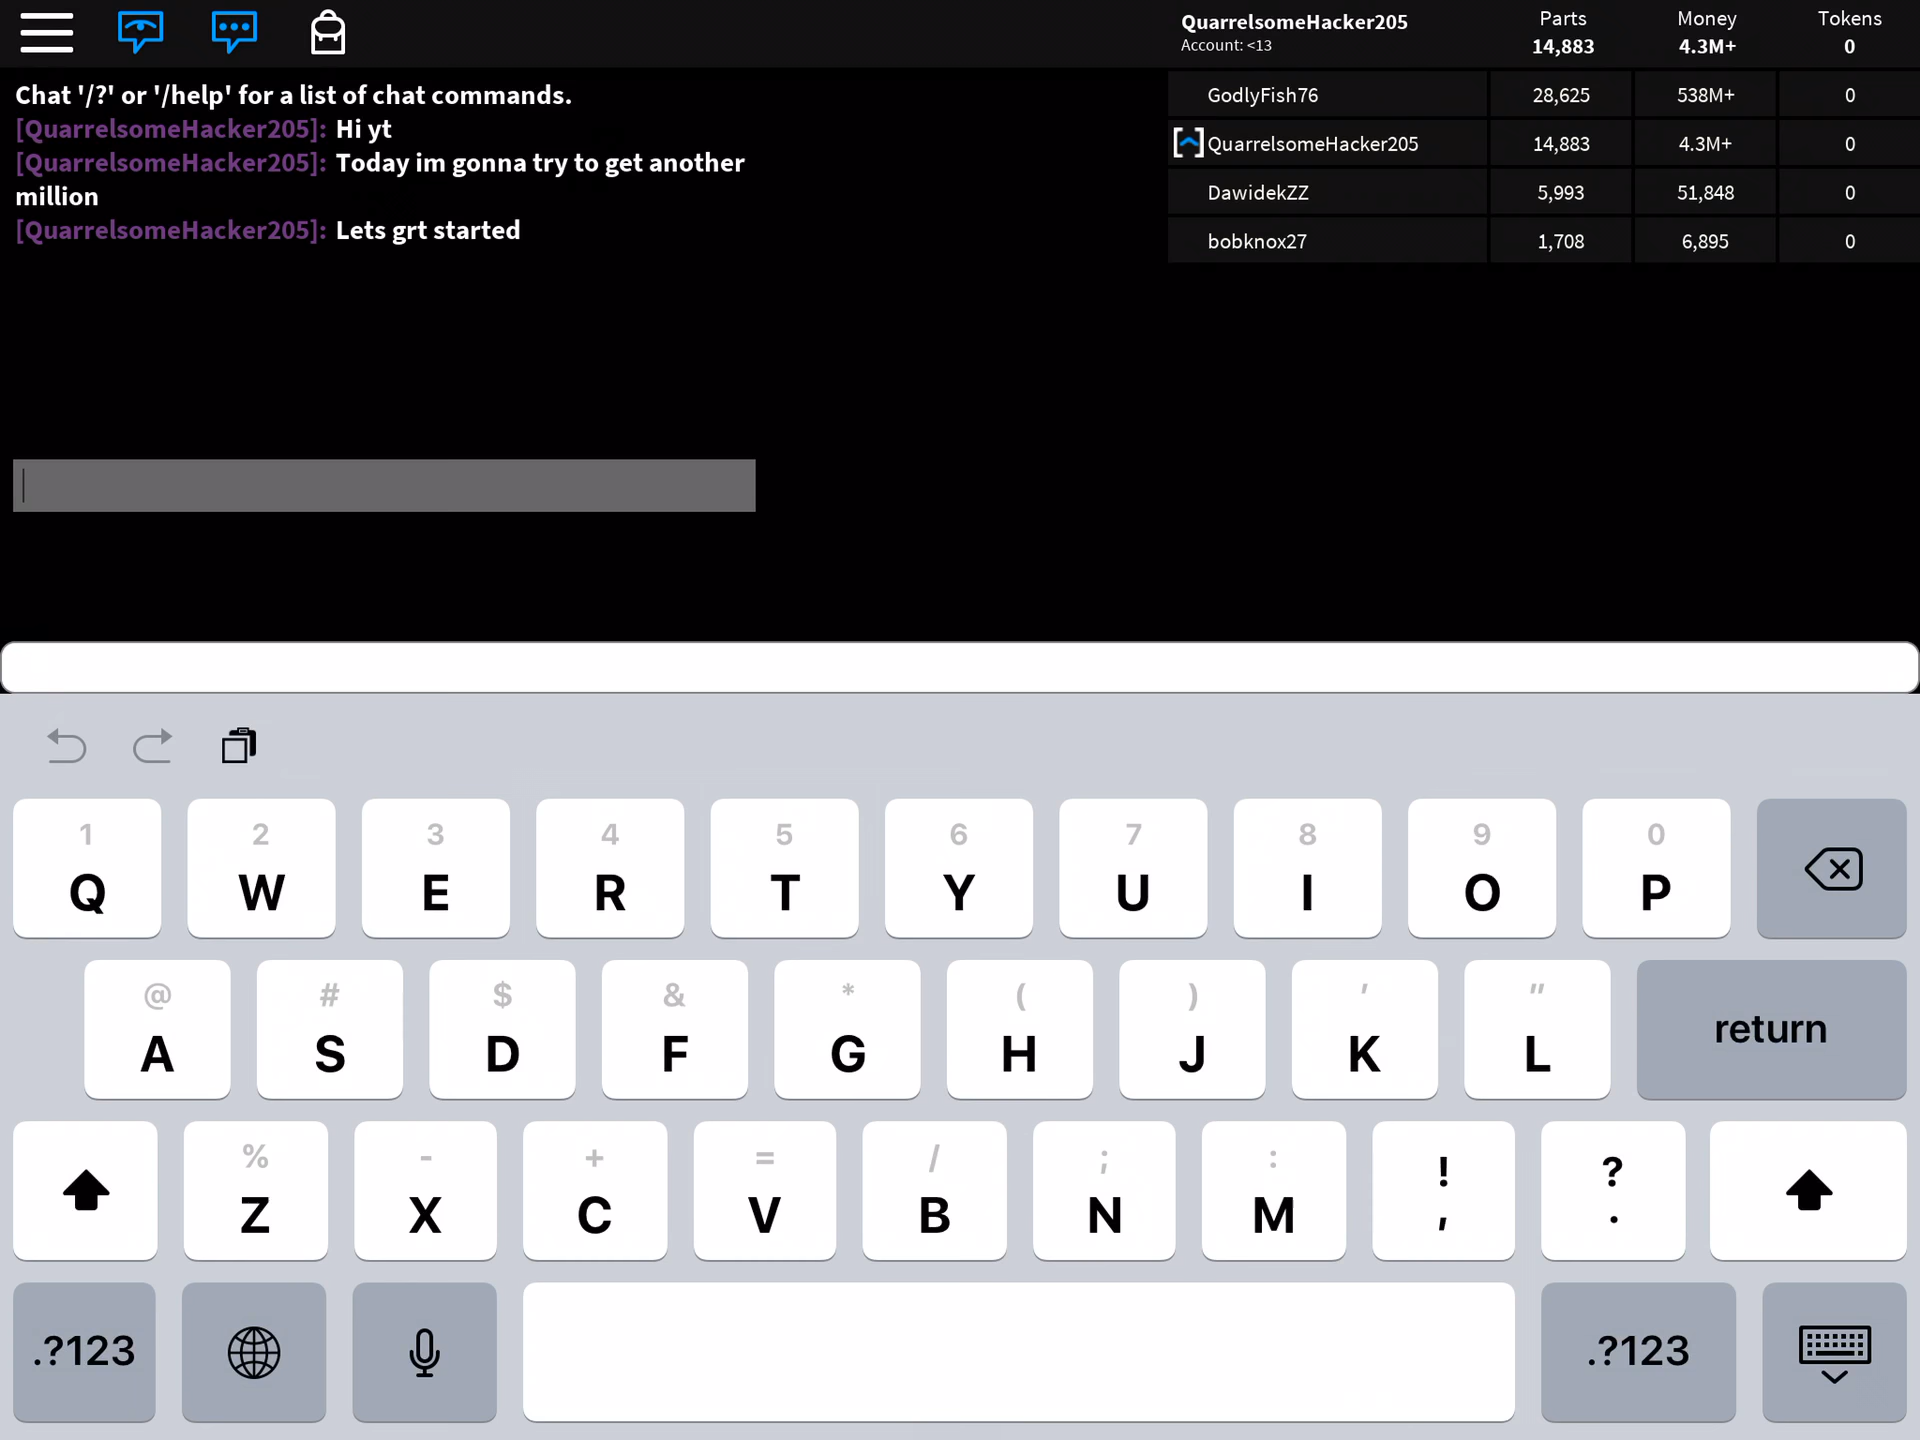 QuarrelsomeHacker205 Parts Money Tokens
Account: <13 14,883 4.3M+ 0
Chat '/?' or '/help' for a list of chat commands.
[QuarrelsomeHacker205]: Hi yt
[QuarrelsomeHacker205]: Today im gonna try to get another
million
[QuarrelsomeHacker205]: Lets grt started
GodlyFish76 28,625 538M+ 0
QuarrelsomeHacker205 14,883 4.3M+ 0
DawidekZZ 5,993 51,848 0
bobknox27 1,708 6,895 0
1 2 3 4 5 6 7 8 9 0
Q W E R T Y U I O P
@ # $ & * ( ) ' "
A S D F G H J K L return
% - + = / ; : ! ?
Z X C V B N M , .
.?123 .?123